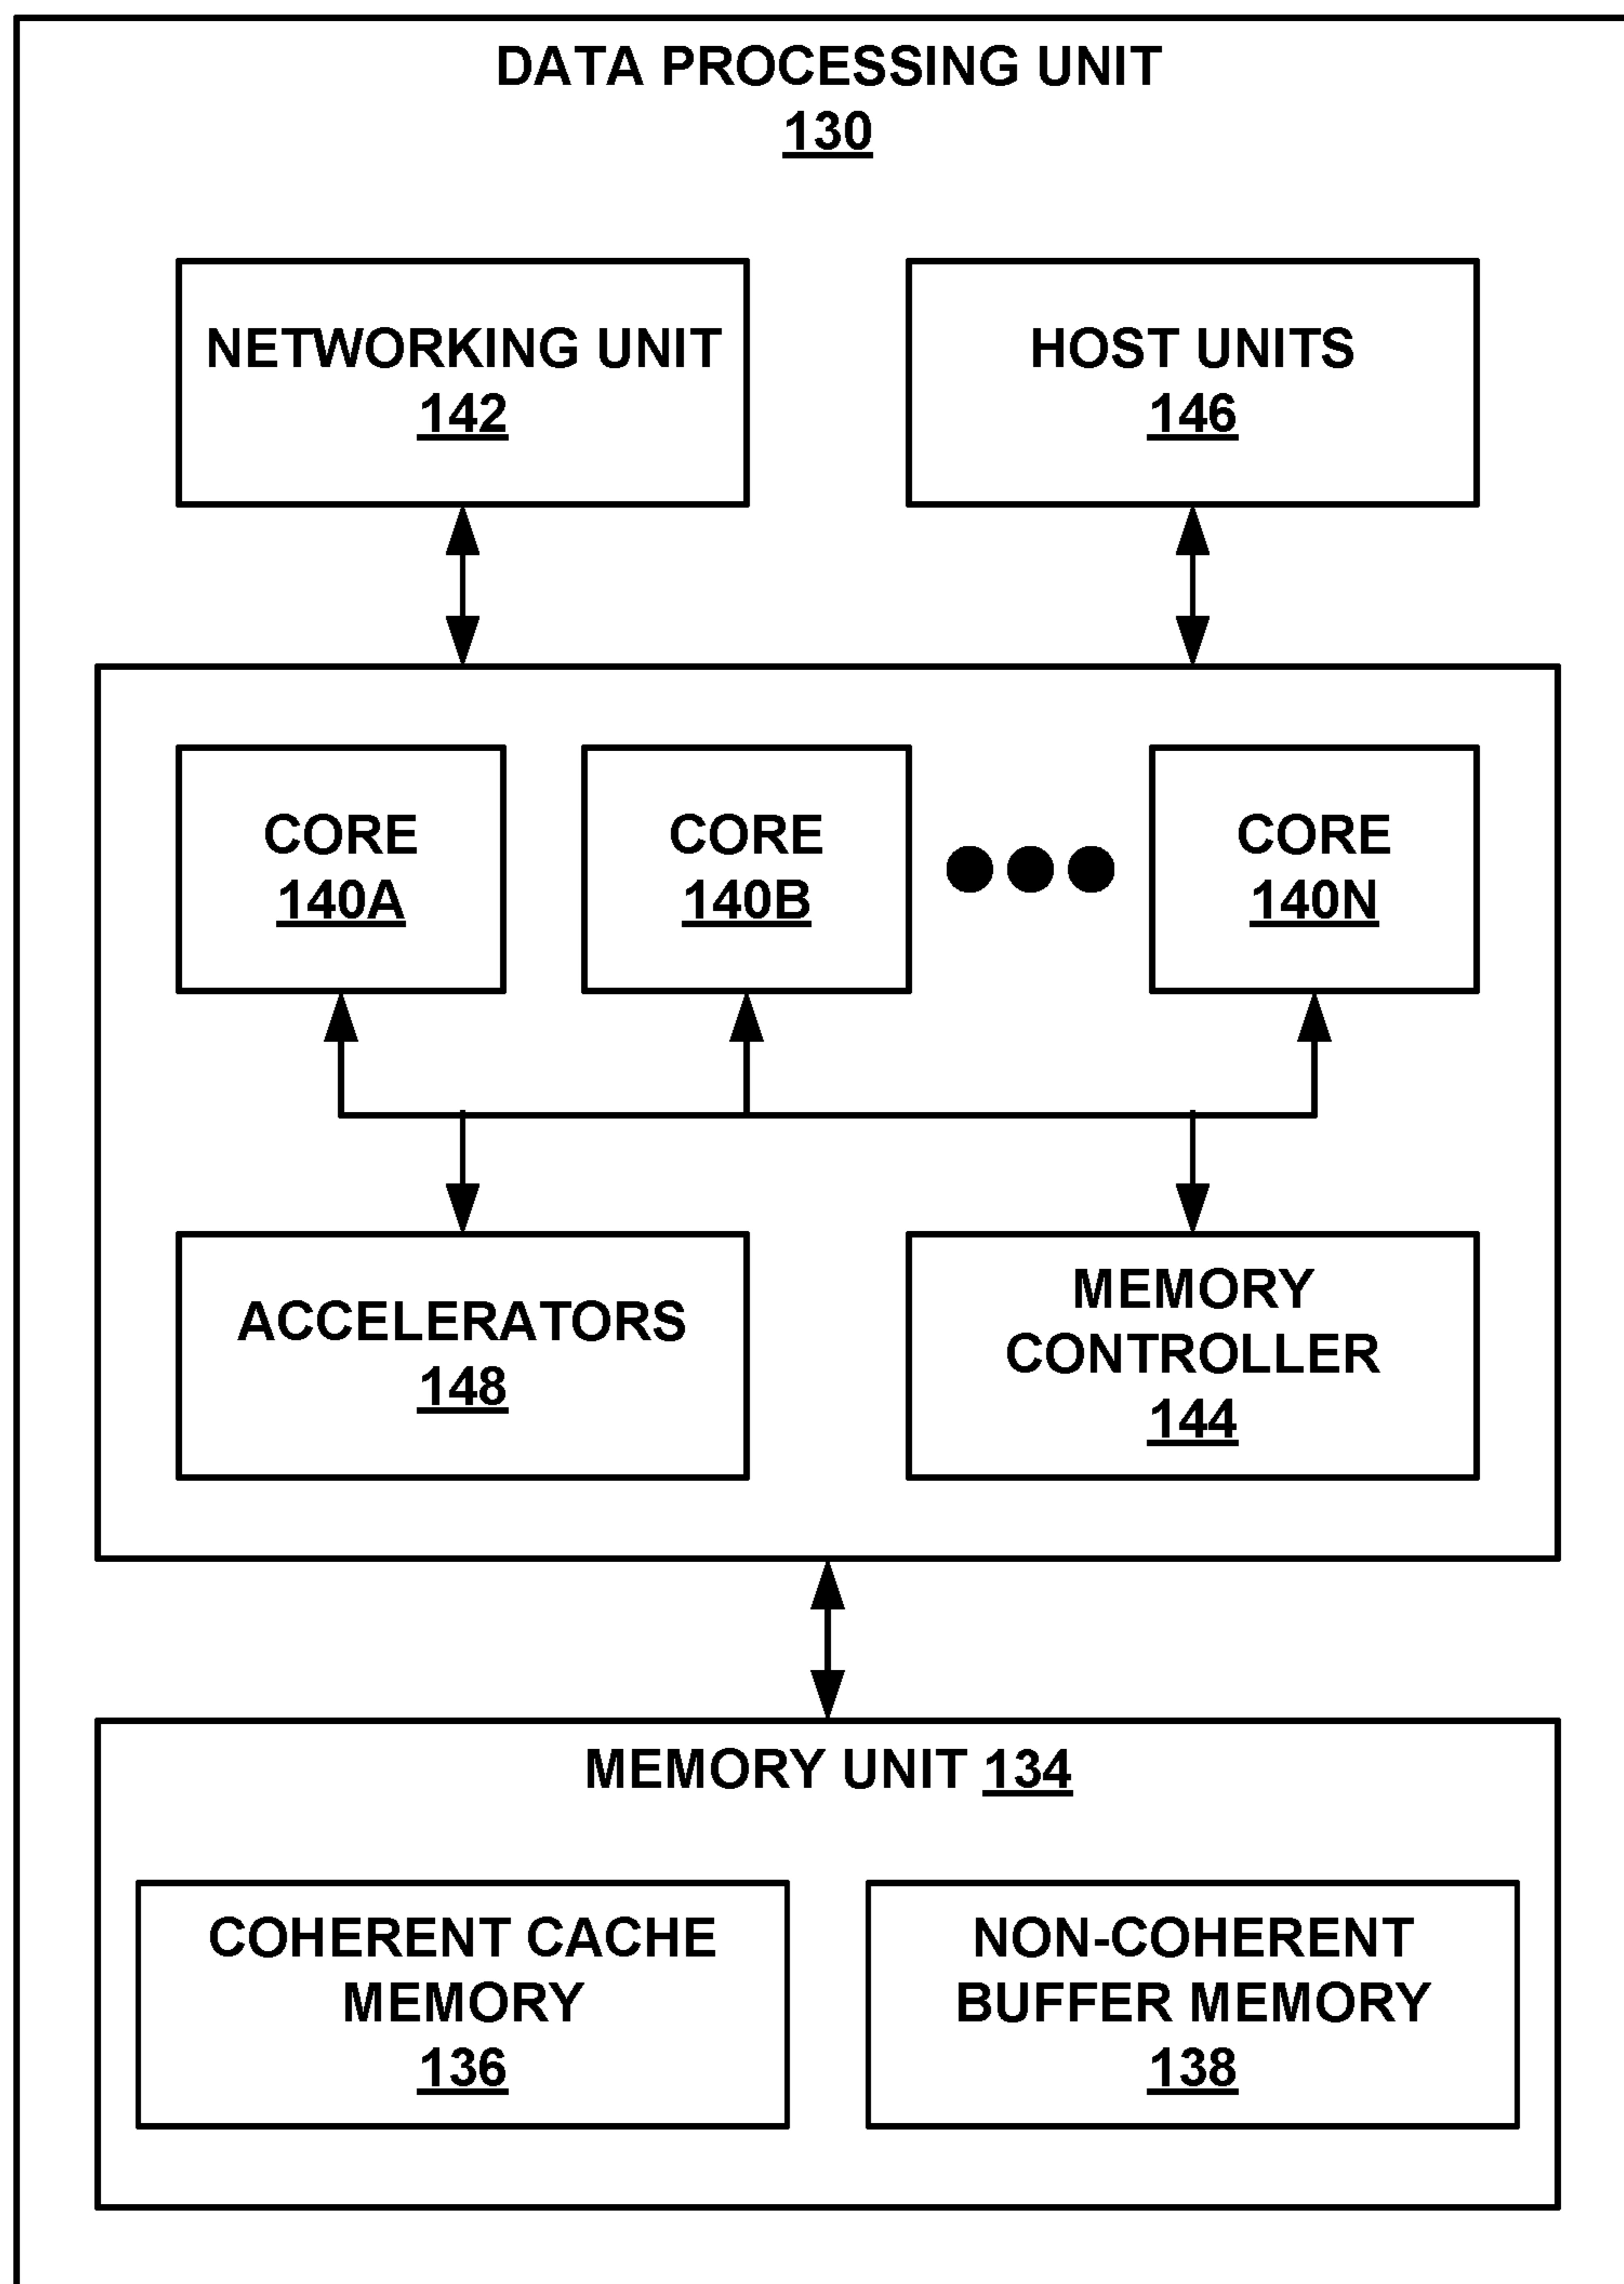 DATA PROCESSING UNIT
130
NETWORKING UNIT
142
HOST UNITS
146
CORE
140A
CORE
140B
CORE
140N
ACCELERATORS
148
MEMORY
CONTROLLER
144
MEMORY UNIT 134
COHERENT CACHE
MEMORY
136
NON-COHERENT
BUFFER MEMORY
138